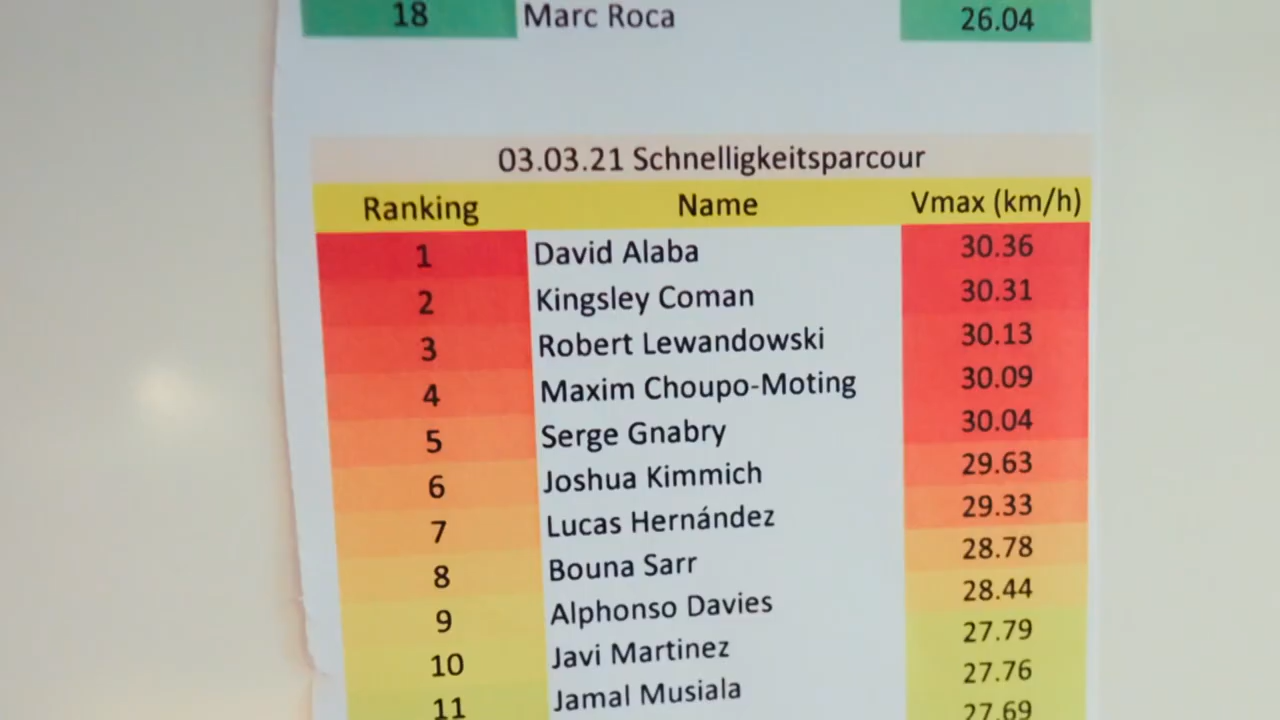 18 Marc Roca 26.04
03.03.21 Schnelligkeitsparcour
Ranking Name Vmax (km/h)
1 David Alaba 30.36
2 Kingsley Coman 30.31
3 Robert Lewandowski 30.13
4 Maxim Choupo-Moting 30.09
5 Serge Gnabry 30.04
6 Joshua Kimmich 29.63
7 Lucas Hernández 29.33
8 Bouna Sarr 28.78
9 Alphonso Davies 28.44
10 Javi Martinez 27.79
11 Jamal Musiala 27.76
27.69